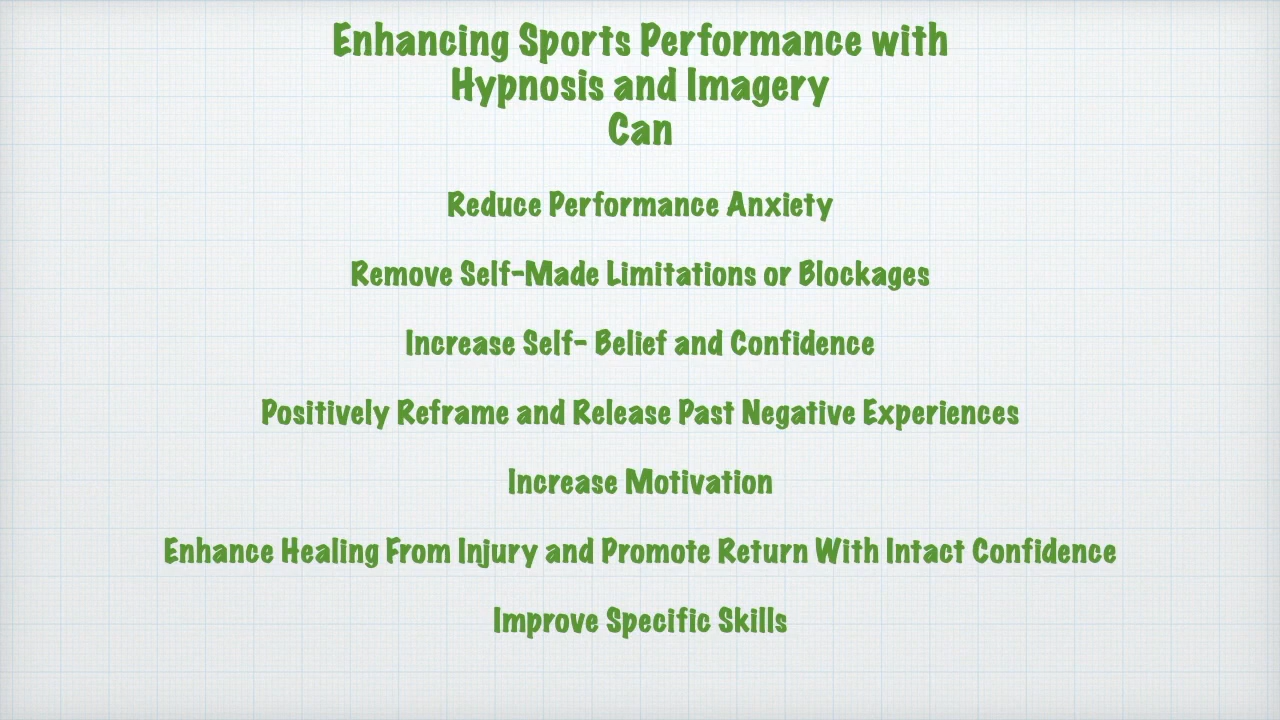 Enhancing Sports Performance with
Hypnosis and Imagery
Can
Reduce Performance Anxiety
Remove Self-Made Limitations or Blockages
Increase Self- Belief and Confidence
Positively Reframe and Release Past Negative Experiences
Increase Motivation
Enhance Healing From Injury and Promote Return With Intact Confidence
Improve Specific Skills